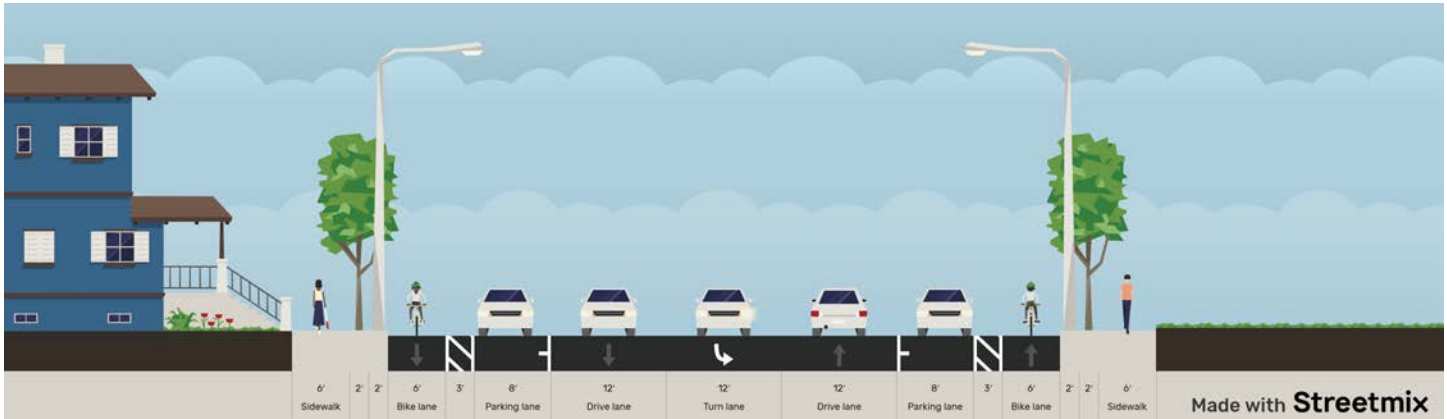 6' 2' 2' 6' 3' 8' 12' 12' 12' 8' 3' 6' 2' 2' 6'
Sidewalk Bike lane Parking lane Drive lane Turn lane Drive lane Parking lane Bike lane Sidewalk
Made with Streetmix